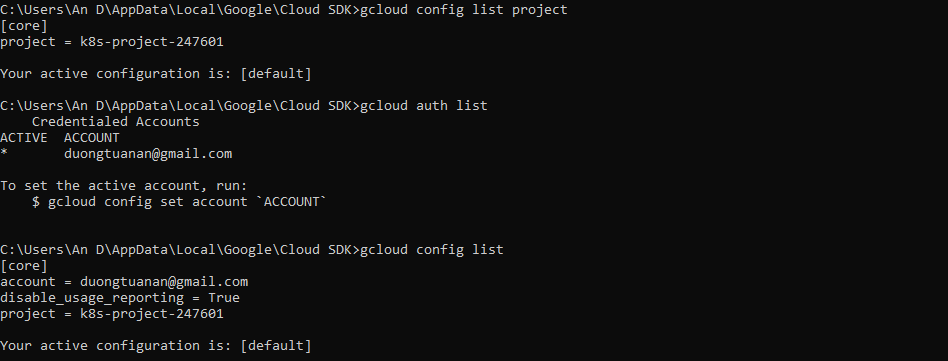 C:\Users\An D\AppData\Local\Google\Cloud SDK>gcloud config list project
[core]
project = k8s-project-247601
Your active configuration is: [default]
C:\Users\An D\AppData\Local\Google\Cloud SDK>gcloud auth list
Credentialed Accounts
ACTIVE  ACCOUNT
*       duongtuanan@gmail.com
To set the active account, run:
$ gcloud config set account `ACCOUNT`
C:\Users\An D\AppData\Local\Google\Cloud SDK>gcloud config list
[core]
account = duongtuanan@gmail.com
disable_usage_reporting = True
project = k8s-project-247601
Your active configuration is: [default]